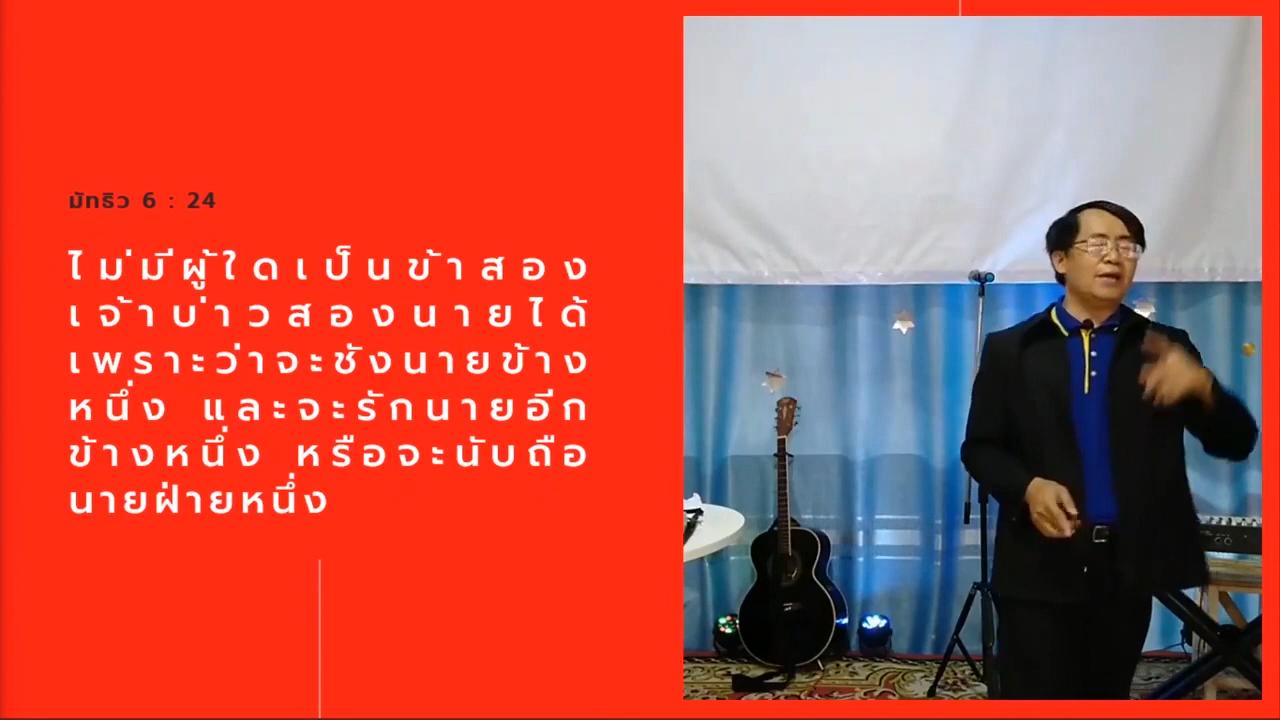 มัทธิว 6 : 24
ไม่มีผู้ใดเป็นข้าสอง
เจ้าบ่าวสองนายได้
เพราะว่าจะชังนายข้าง
หนึ่ง และจะรักนายอีก
ข้างหนึ่ง หรือจะนับถือ
นายฝ่ายหนึ่ง